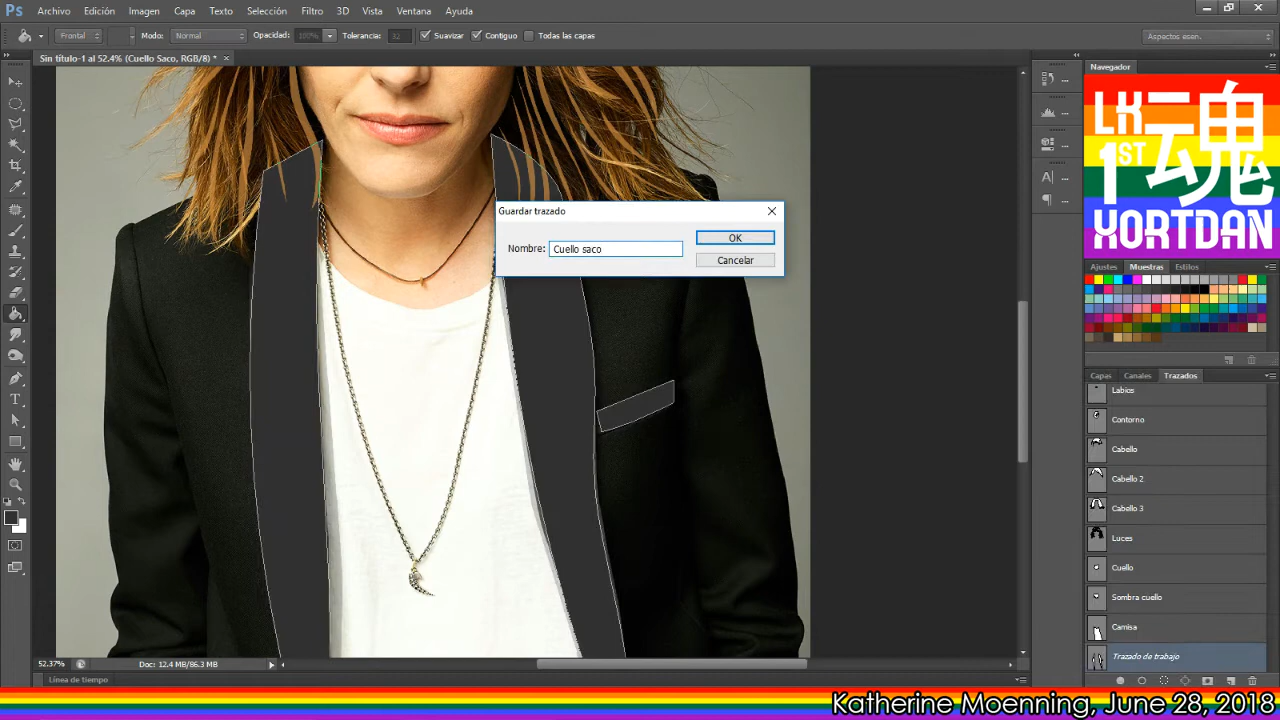 Ps Archivo Edición Imagen Capa Texto Selección Filtro 3D Vista Ventana Ayuda
Frontal Modo: Normal Opacidad: 100% Tolerancia: 32 Suavizar Contiguo Todas las capas Aspectos esen.
Sin título-1 al 52.4% (Cuello Saco, RGB/8) * ×
Navegador
LK
1ST
魂
XORTDAN
Guardar trazado
Nombre: Cuello saco
OK
Cancelar
Ajustes Muestras Estilos
Capas Canales Trazados
Labios
Contorno
Cabello
Cabello 2
Cabello 3
Luces
Cuello
Sombra cuello
Camisa
Trazado de trabajo
52.37% Doc: 12.4 MB/86.3 MB
Línea de tiempo
Katherine Moenning, June 28, 2018